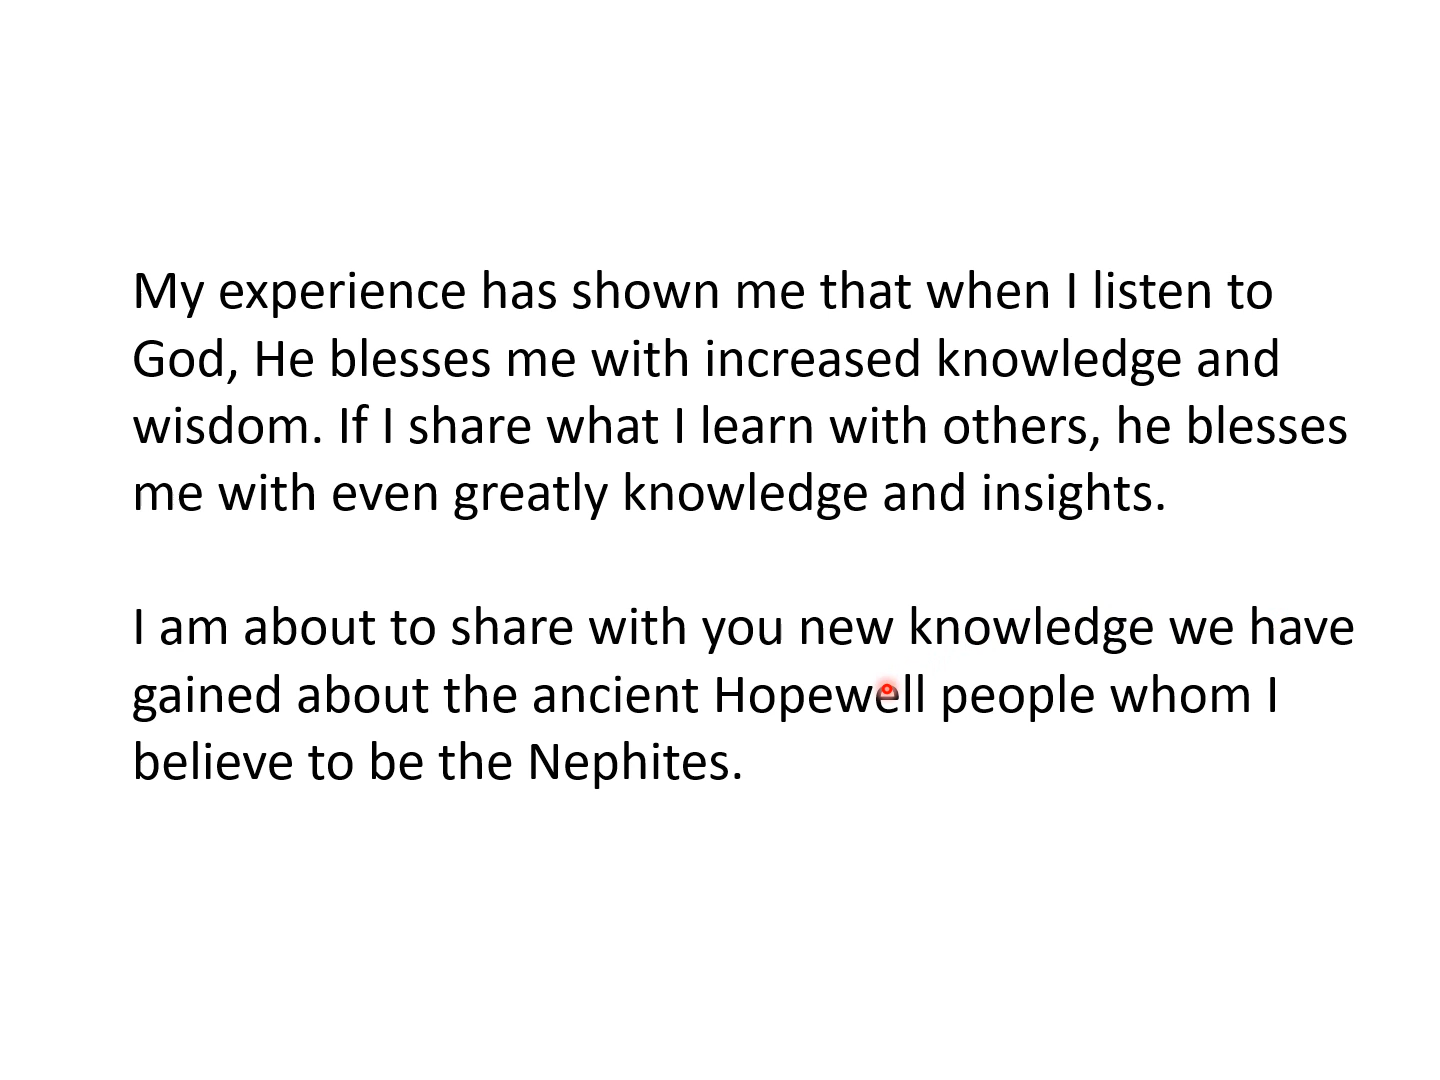 My experience has shown me that when I listen to
God, He blesses me with increased knowledge and
wisdom. If I share what I learn with others, he blesses
me with even greatly knowledge and insights.
I am about to share with you new knowledge we have
gained about the ancient Hopewell people whom I
believe to be the Nephites.